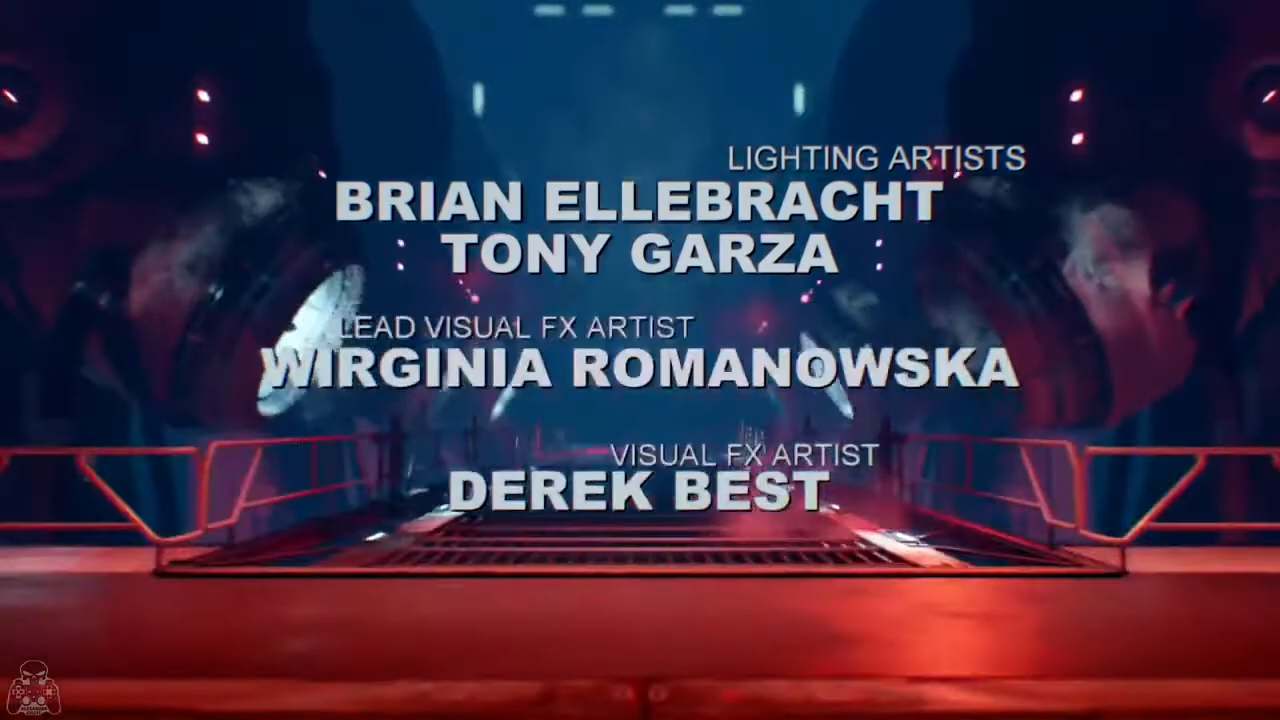 LIGHTING ARTISTS
BRIAN ELLEBRACHT
TONY GARZA
LEAD VISUAL FX ARTIST
WIRGINIA ROMANOWSKA
VISUAL FX ARTIST
DEREK BEST